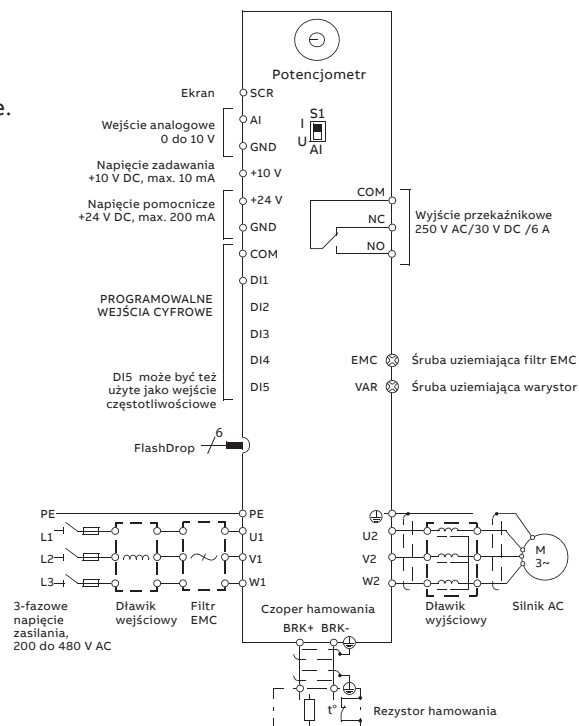 e.
Potencjometr
Ekran
SCR
Wejście analogowe
0 do 10 V
AI
GND
S1
I
U
AI
Napięcie zadawania
+10 V DC, max. 10 mA
+10 V
Napięcie pomocnicze
+24 V DC, max. 200 mA
+24 V
GND
COM
NC
NO
Wyjście przekaźnikowe
250 V AC/30 V DC /6 A
COM
DI1
PROGRAMOWALNE
WEJŚCIA CYFROWE
DI2
DI3
DI4
DI5
DI5 może być też
użyte jako wejście
częstotliwościowe
EMC
Śruba uziemiająca filtr EMC
VAR
Śruba uziemiająca warystor
FlashDrop
6
PE
PE
L1
U1
U2
L2
V1
V2
L3
W1
W2
M
3~
3-fazowe
napięcie
zasilania,
200 do 480 V AC
Dławik
wejściowy
Filtr
EMC
Czoper hamowania
BRK+ BRK-
Dławik
wyjściowy
Silnik AC
t°
Rezystor hamowania